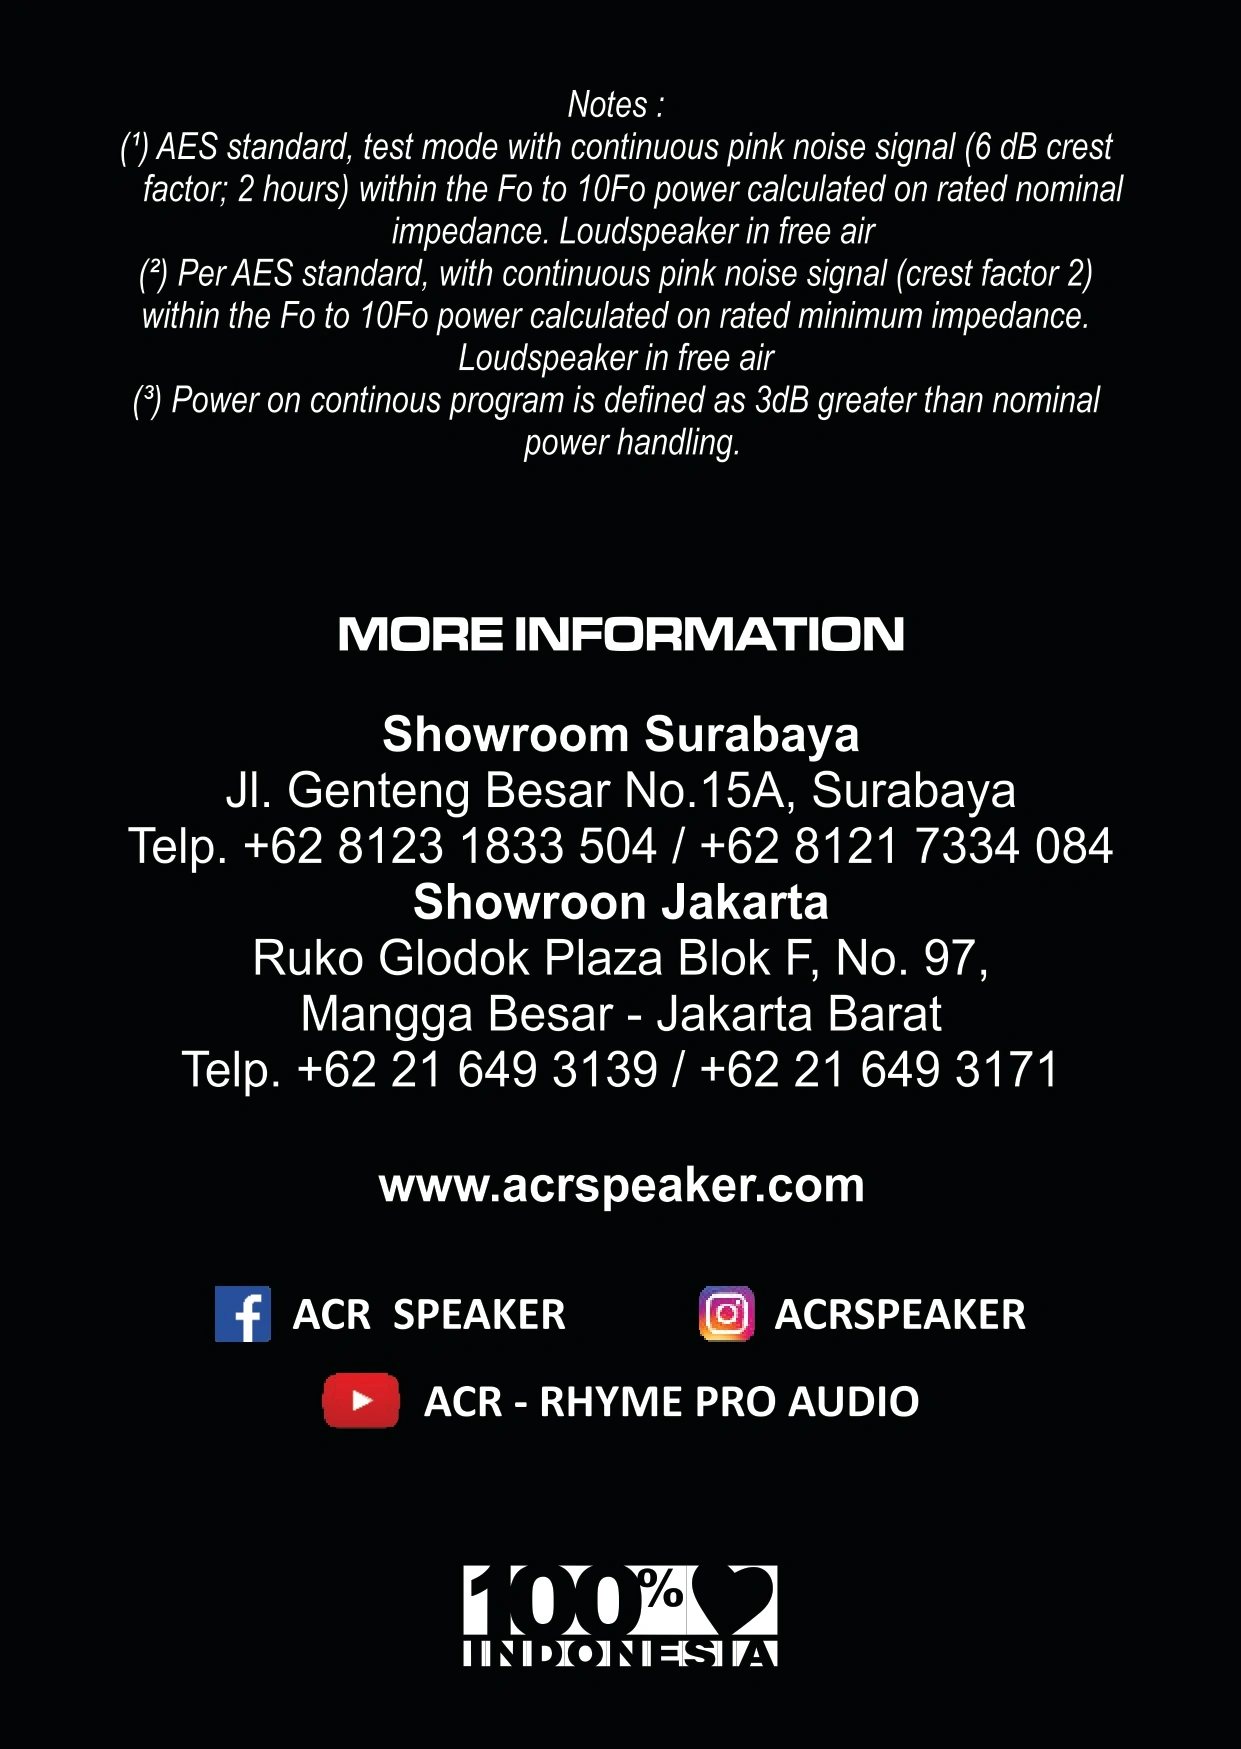 Notes :
(¹) AES standard, test mode with continuous pink noise signal (6 dB crest
factor; 2 hours) within the Fo to 10Fo power calculated on rated nominal
impedance. Loudspeaker in free air
(²) Per AES standard, with continuous pink noise signal (crest factor 2)
within the Fo to 10Fo power calculated on rated minimum impedance.
Loudspeaker in free air
(³) Power on continous program is defined as 3dB greater than nominal
power handling.
MORE INFORMATION
Showroom Surabaya
Jl. Genteng Besar No.15A, Surabaya
Telp. +62 8123 1833 504 / +62 8121 7334 084
Showroon Jakarta
Ruko Glodok Plaza Blok F, No. 97,
Mangga Besar - Jakarta Barat
Telp. +62 21 649 3139 / +62 21 649 3171
www.acrspeaker.com
ACR SPEAKER
ACRSPEAKER
ACR - RHYME PRO AUDIO
100%
INDONESIA